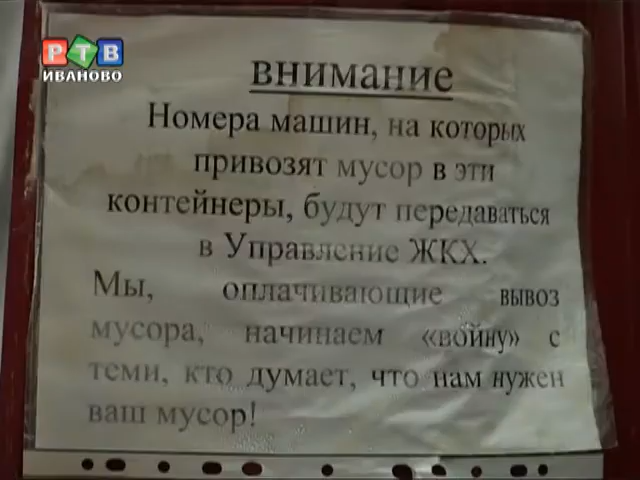 РТВ
ИВАНОВО
внимание
Номера машин, на которых
привозят мусор в эти
контейнеры, будут передаваться
в Управление ЖКХ.
Мы, оплачивающие вывоз
мусора, начинаем «войну» с
теми, кто думает, что нам нужен
ваш мусор!